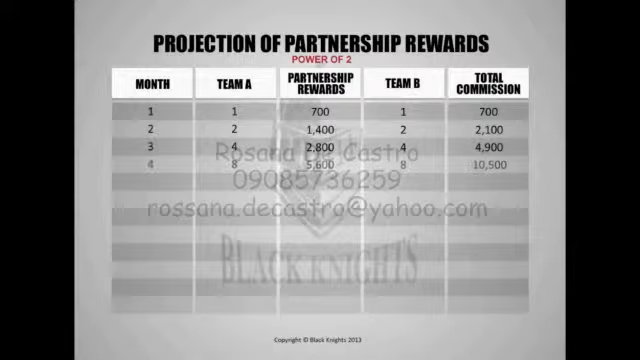 PROJECTION OF PARTNERSHIP REWARDS
POWER OF 2
MONTH TEAM A PARTNERSHIP REWARDS TEAM B TOTAL COMMISSION
1 1 700 1 700
2 2 1,400 2 2,100
3 4 2,800 4 4,900
Rosana De Castro
4 8 5,600 8 10,500
09085736259
rossana.decastro@yahoo.com
BLACK KNIGHTS
Copyright © Black Knights 2013